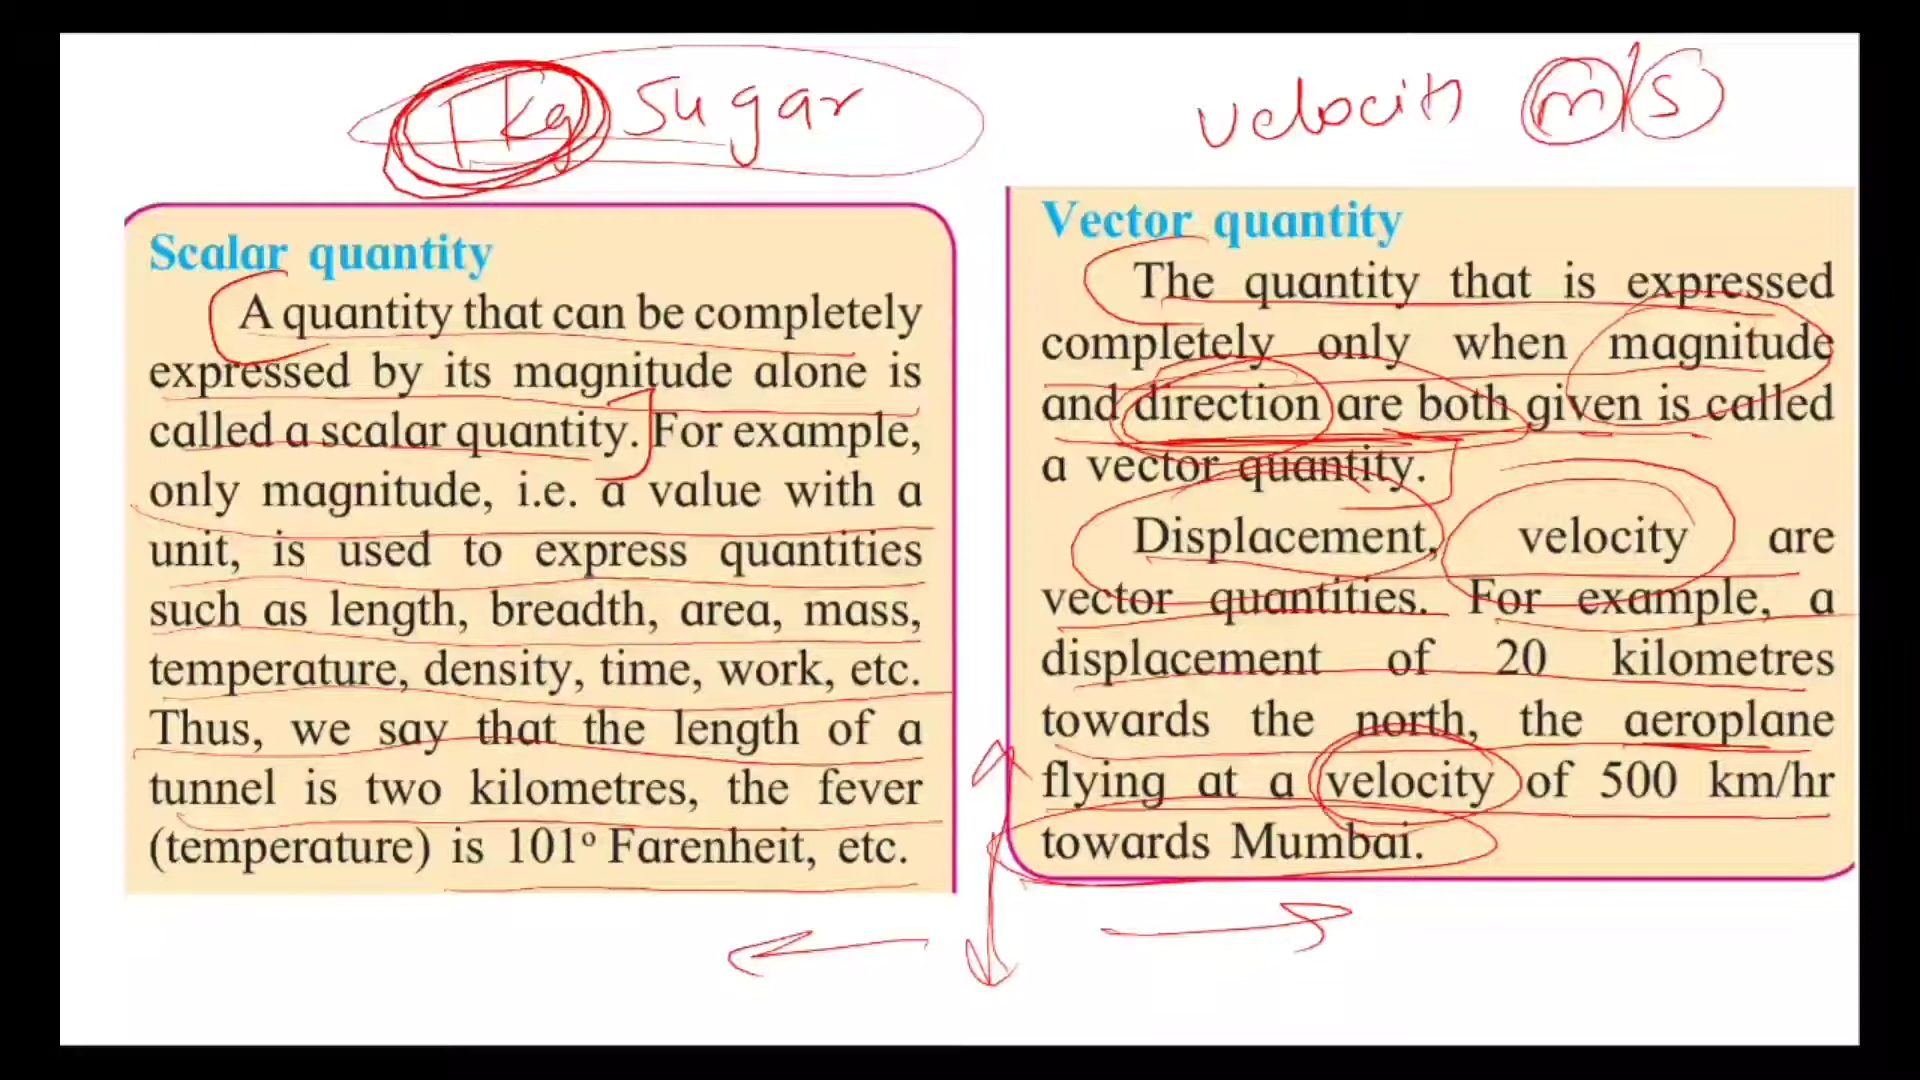 1 kg sugar
velocity m/s
Scalar quantity
A quantity that can be completely
expressed by its magnitude alone is
called a scalar quantity. For example,
only magnitude, i.e. a value with a
unit, is used to express quantities
such as length, breadth, area, mass,
temperature, density, time, work, etc.
Thus, we say that the length of a
tunnel is two kilometres, the fever
(temperature) is 101° Farenheit, etc.
Vector quantity
The quantity that is expressed
completely only when magnitude
and direction are both given is called
a vector quantity.
Displacement, velocity are
vector quantities. For example, a
displacement of 20 kilometres
towards the north, the aeroplane
flying at a velocity of 500 km/hr
towards Mumbai.